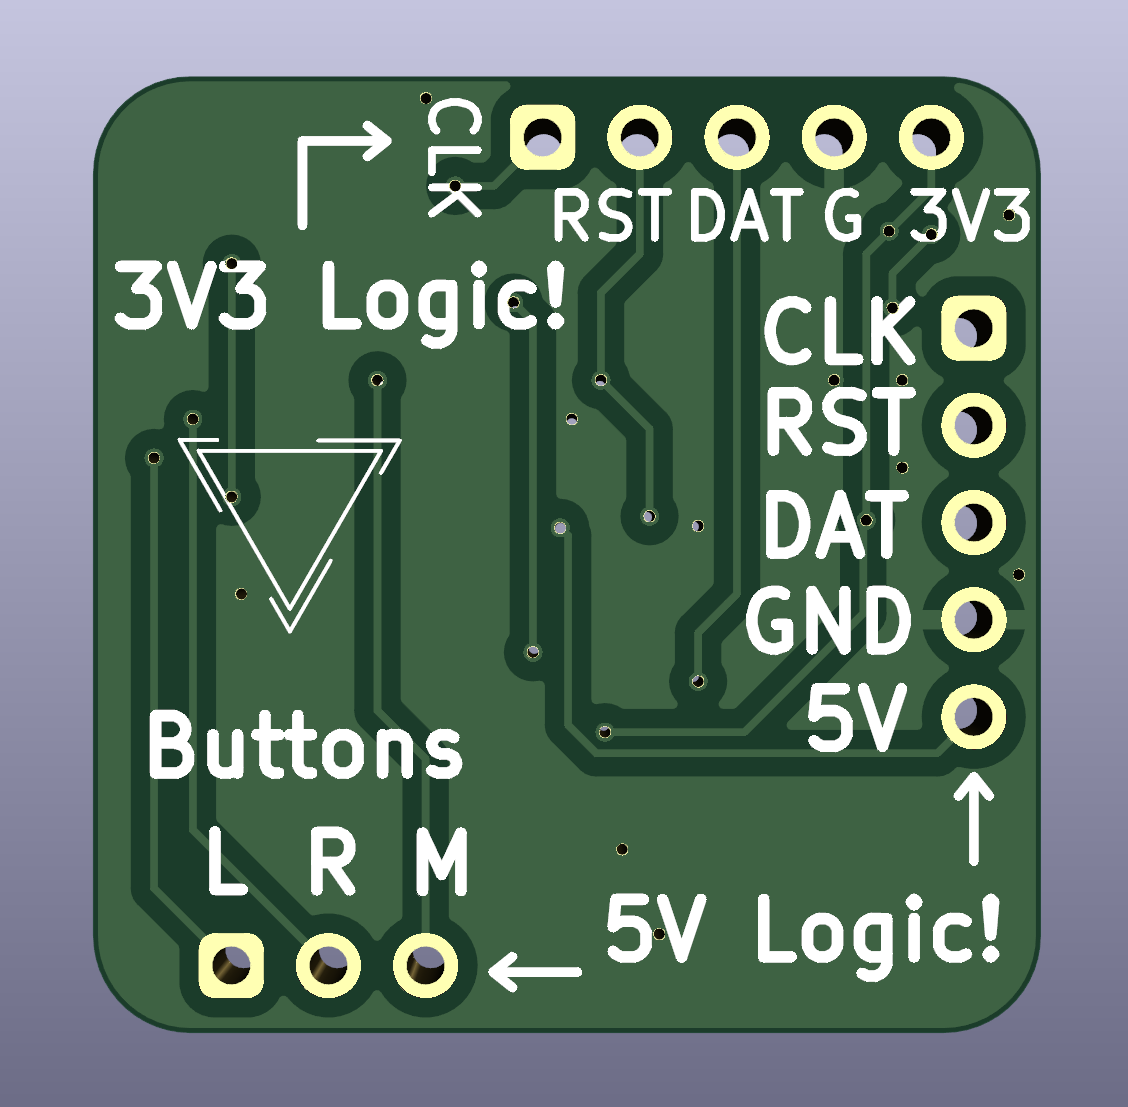 CLK
RST DAT G 3V3
3V3 Logic!
CLK
RST
DAT
GND
5V
Buttons
L R M
5V Logic!